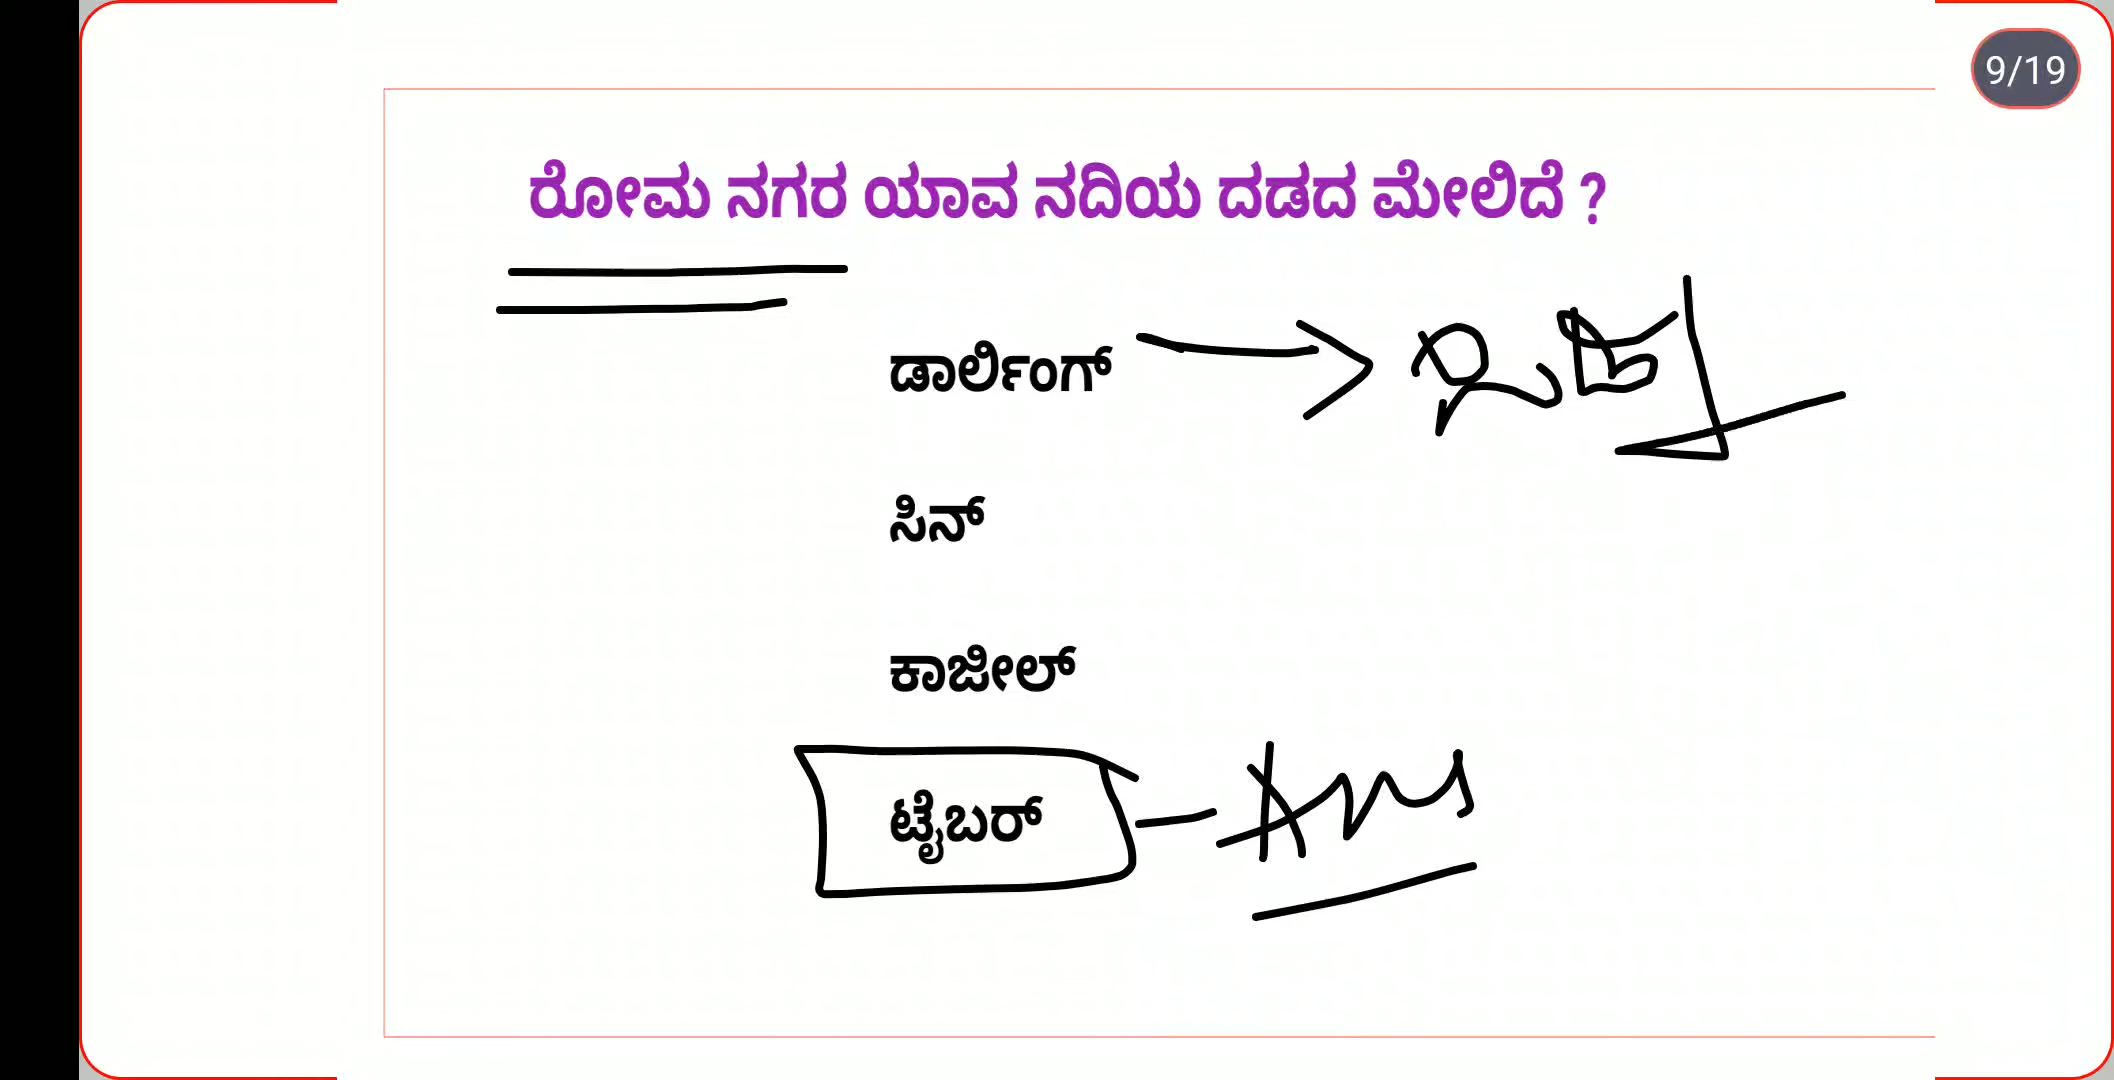 9/19
ರೋಮ ನಗರ ಯಾವ ನದಿಯ ದಡದ ಮೇಲಿದೆ ?
ಡಾರ್ಲಿಂಗ್
ಸಿನ್
ಕಾಜೀಲ್
ಟೈಬರ್ – Ans